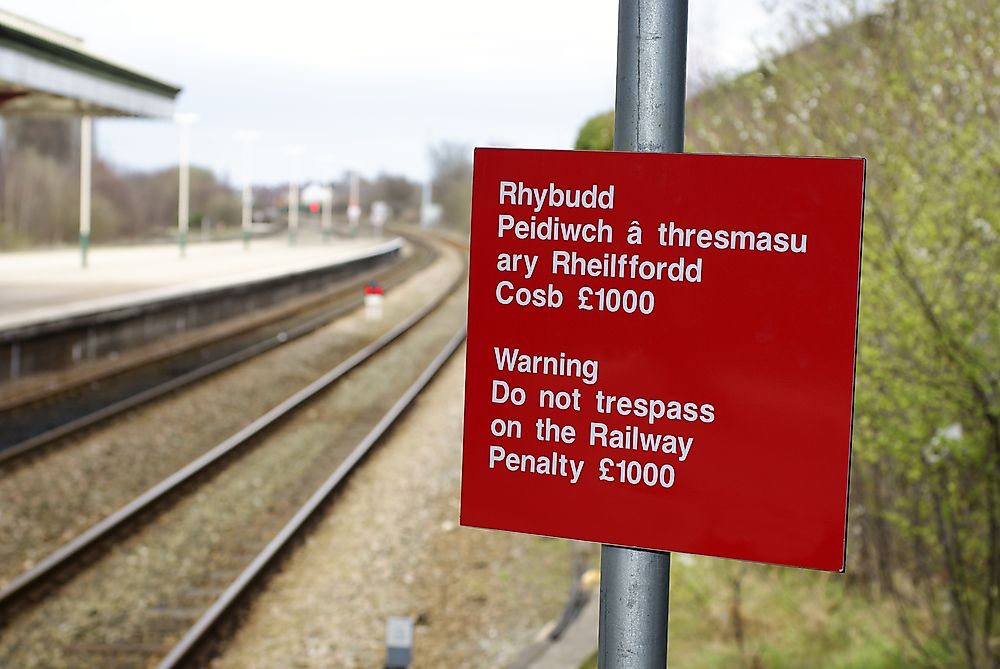 Rhybudd
Peidiwch â thresmasu
ary Rheilffordd
Cosb £1000
Warning
Do not trespass
on the Railway
Penalty £1000